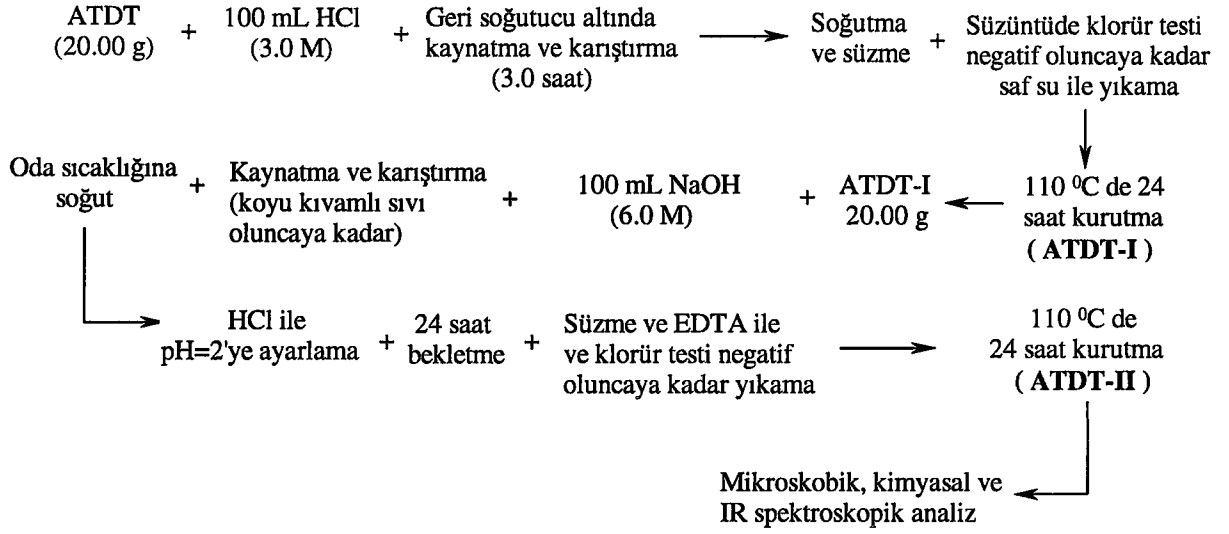 ATDT
(20.00 g)
+
100 mL HCl
(3.0 M)
+
Geri soğutucu altında
kaynatma ve karıştırma
(3.0 saat)
Soğutma
ve süzme
+
Süzüntüde klorür testi
negatif oluncaya kadar
saf su ile yıkama
110 ⁰C de 24
saat kurutma
( ATDT-I )
ATDT-I
20.00 g
+
100 mL NaOH
(6.0 M)
+
Kaynatma ve karıştırma
(koyu kıvamlı sıvı
oluncaya kadar)
+
Oda sıcaklığına
soğut
HCl ile
pH=2'ye ayarlama
+
24 saat
bekletme
+
Süzme ve EDTA ile
ve klorür testi negatif
oluncaya kadar yıkama
110 ⁰C de
24 saat kurutma
( ATDT-II )
Mikroskobik, kimyasal ve
IR spektroskopik analiz